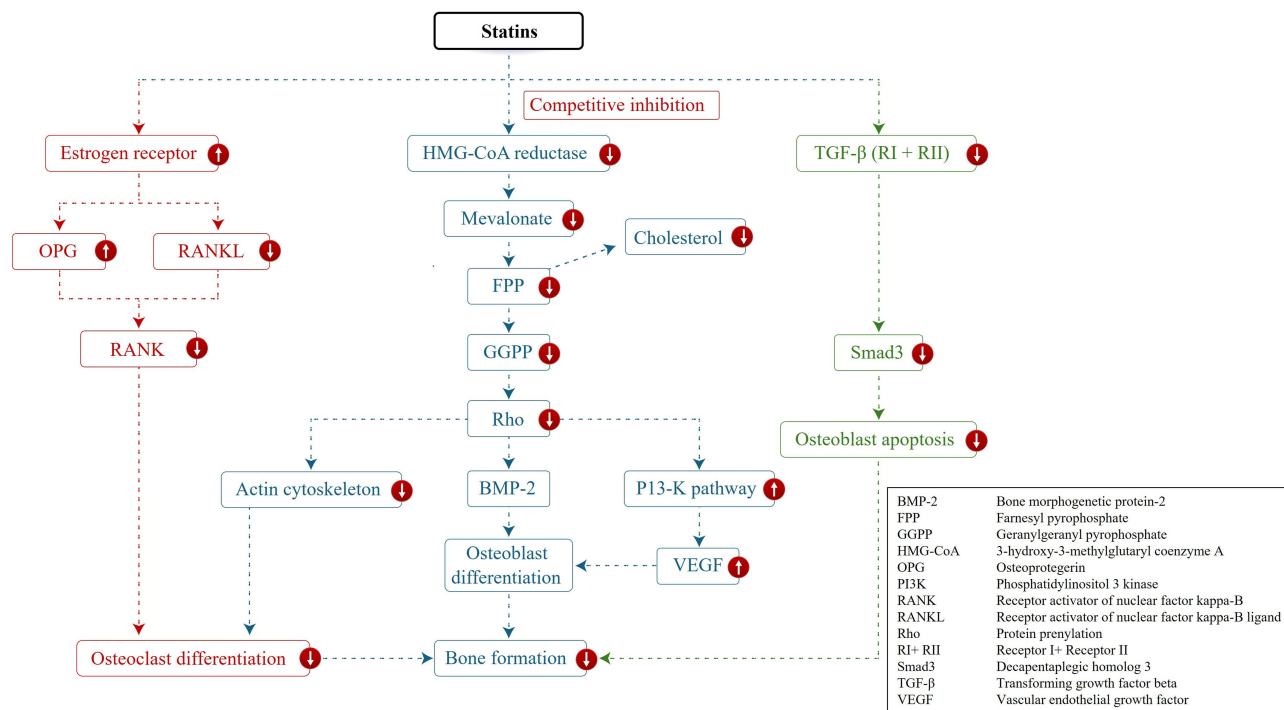 Statins
Competitive inhibition
Estrogen receptor
HMG-CoA reductase
TGF-β (RI + RII)
OPG
RANKL
Mevalonate
Cholesterol
FPP
RANK
GGPP
Smad3
Rho
Osteoblast apoptosis
Actin cytoskeleton
BMP-2
P13-K pathway
Osteoblast
differentiation
VEGF
Osteoclast differentiation
Bone formation
BMP-2 Bone morphogenetic protein-2
FPP Farnesyl pyrophosphate
GGPP Geranylgeranyl pyrophosphate
HMG-CoA 3-hydroxy-3-methylglutaryl coenzyme A
OPG Osteoprotegerin
PI3K Phosphatidylinositol 3 kinase
RANK Receptor activator of nuclear factor kappa-B
RANKL Receptor activator of nuclear factor kappa-B ligand
Rho Protein prenylation
RI+ RII Receptor I+ Receptor II
Smad3 Decapentaplegic homolog 3
TGF-β Transforming growth factor beta
VEGF Vascular endothelial growth factor